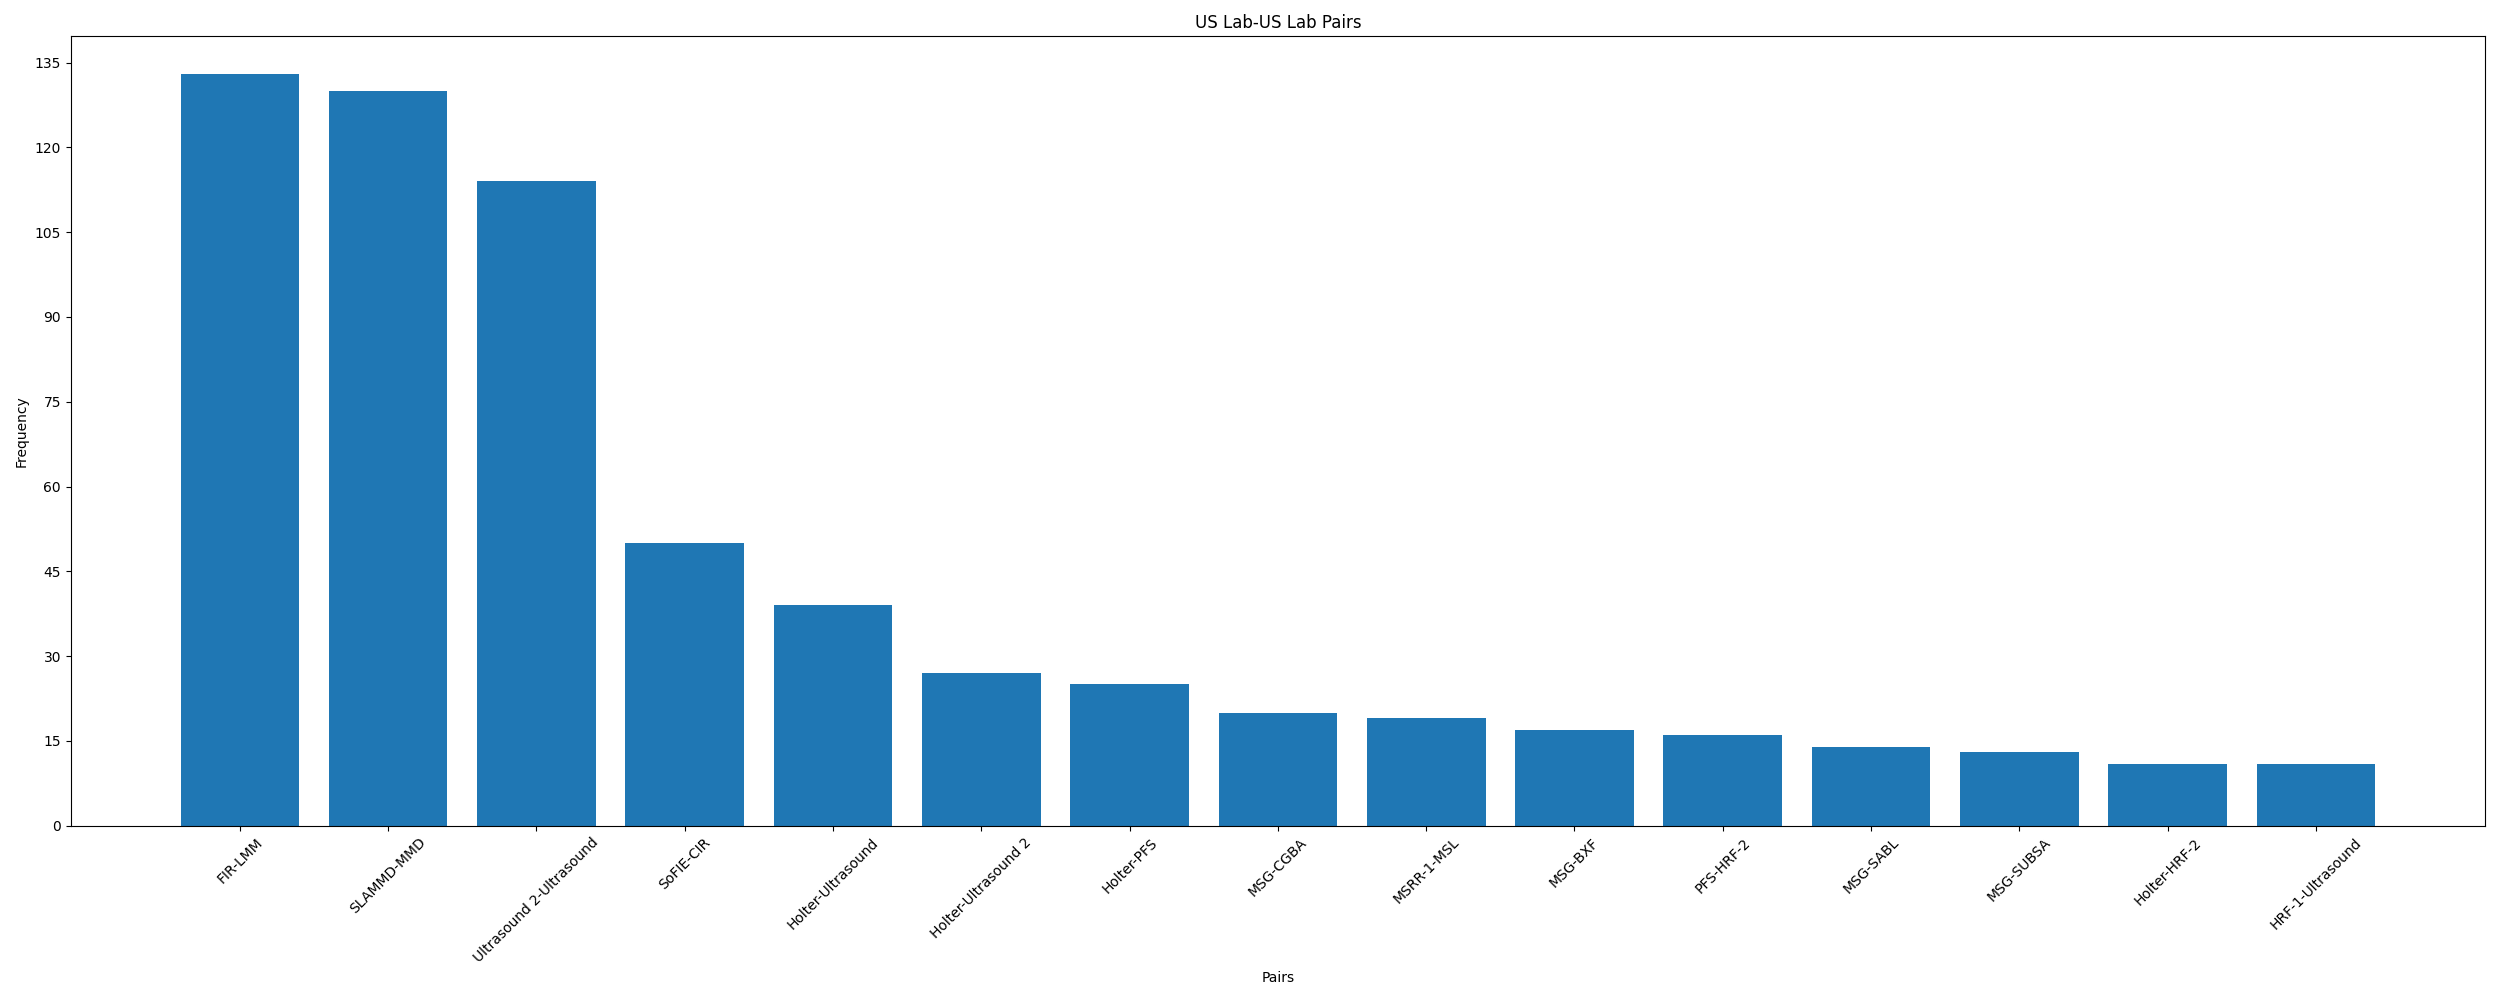 US Lab-US Lab Pairs
Frequency
135
120
105
90
75
60
45
30
15
0
FIR-LMM
SLAMMD-MMD
Ultrasound 2-Ultrasound
SoFIE-CIR
Holter-Ultrasound
Holter-Ultrasound 2
Holter-PFS
MSG-CGBA
MSRR-1-MSL
MSG-BXF
PFS-HRF-2
MSG-SABL
MSG-SUBSA
Holter-HRF-2
HRF-1-Ultrasound
Pairs